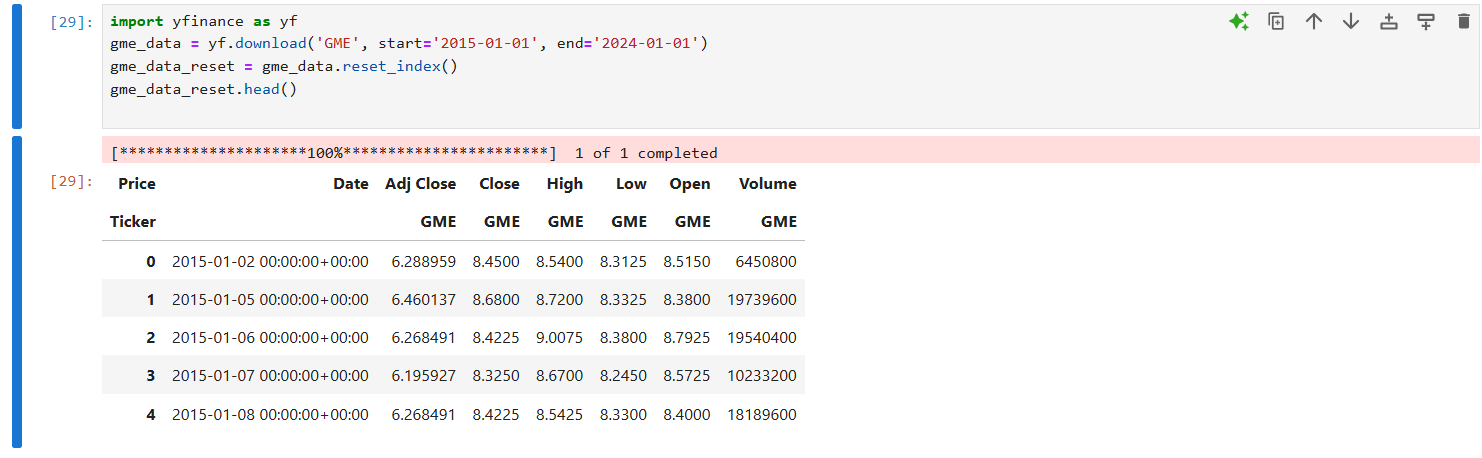 [29]: import yfinance as yf
gme_data = yf.download('GME', start='2015-01-01', end='2024-01-01')
gme_data_reset = gme_data.reset_index()
gme_data_reset.head()
[*********************100%***********************]  1 of 1 completed
[29]: Price Date Adj Close Close High Low Open Volume
Ticker GME GME GME GME GME GME
0 2015-01-02 00:00:00+00:00 6.288959 8.4500 8.5400 8.3125 8.5150 6450800
1 2015-01-05 00:00:00+00:00 6.460137 8.6800 8.7200 8.3325 8.3800 19739600
2 2015-01-06 00:00:00+00:00 6.268491 8.4225 9.0075 8.3800 8.7925 19540400
3 2015-01-07 00:00:00+00:00 6.195927 8.3250 8.6700 8.2450 8.5725 10233200
4 2015-01-08 00:00:00+00:00 6.268491 8.4225 8.5425 8.3300 8.4000 18189600